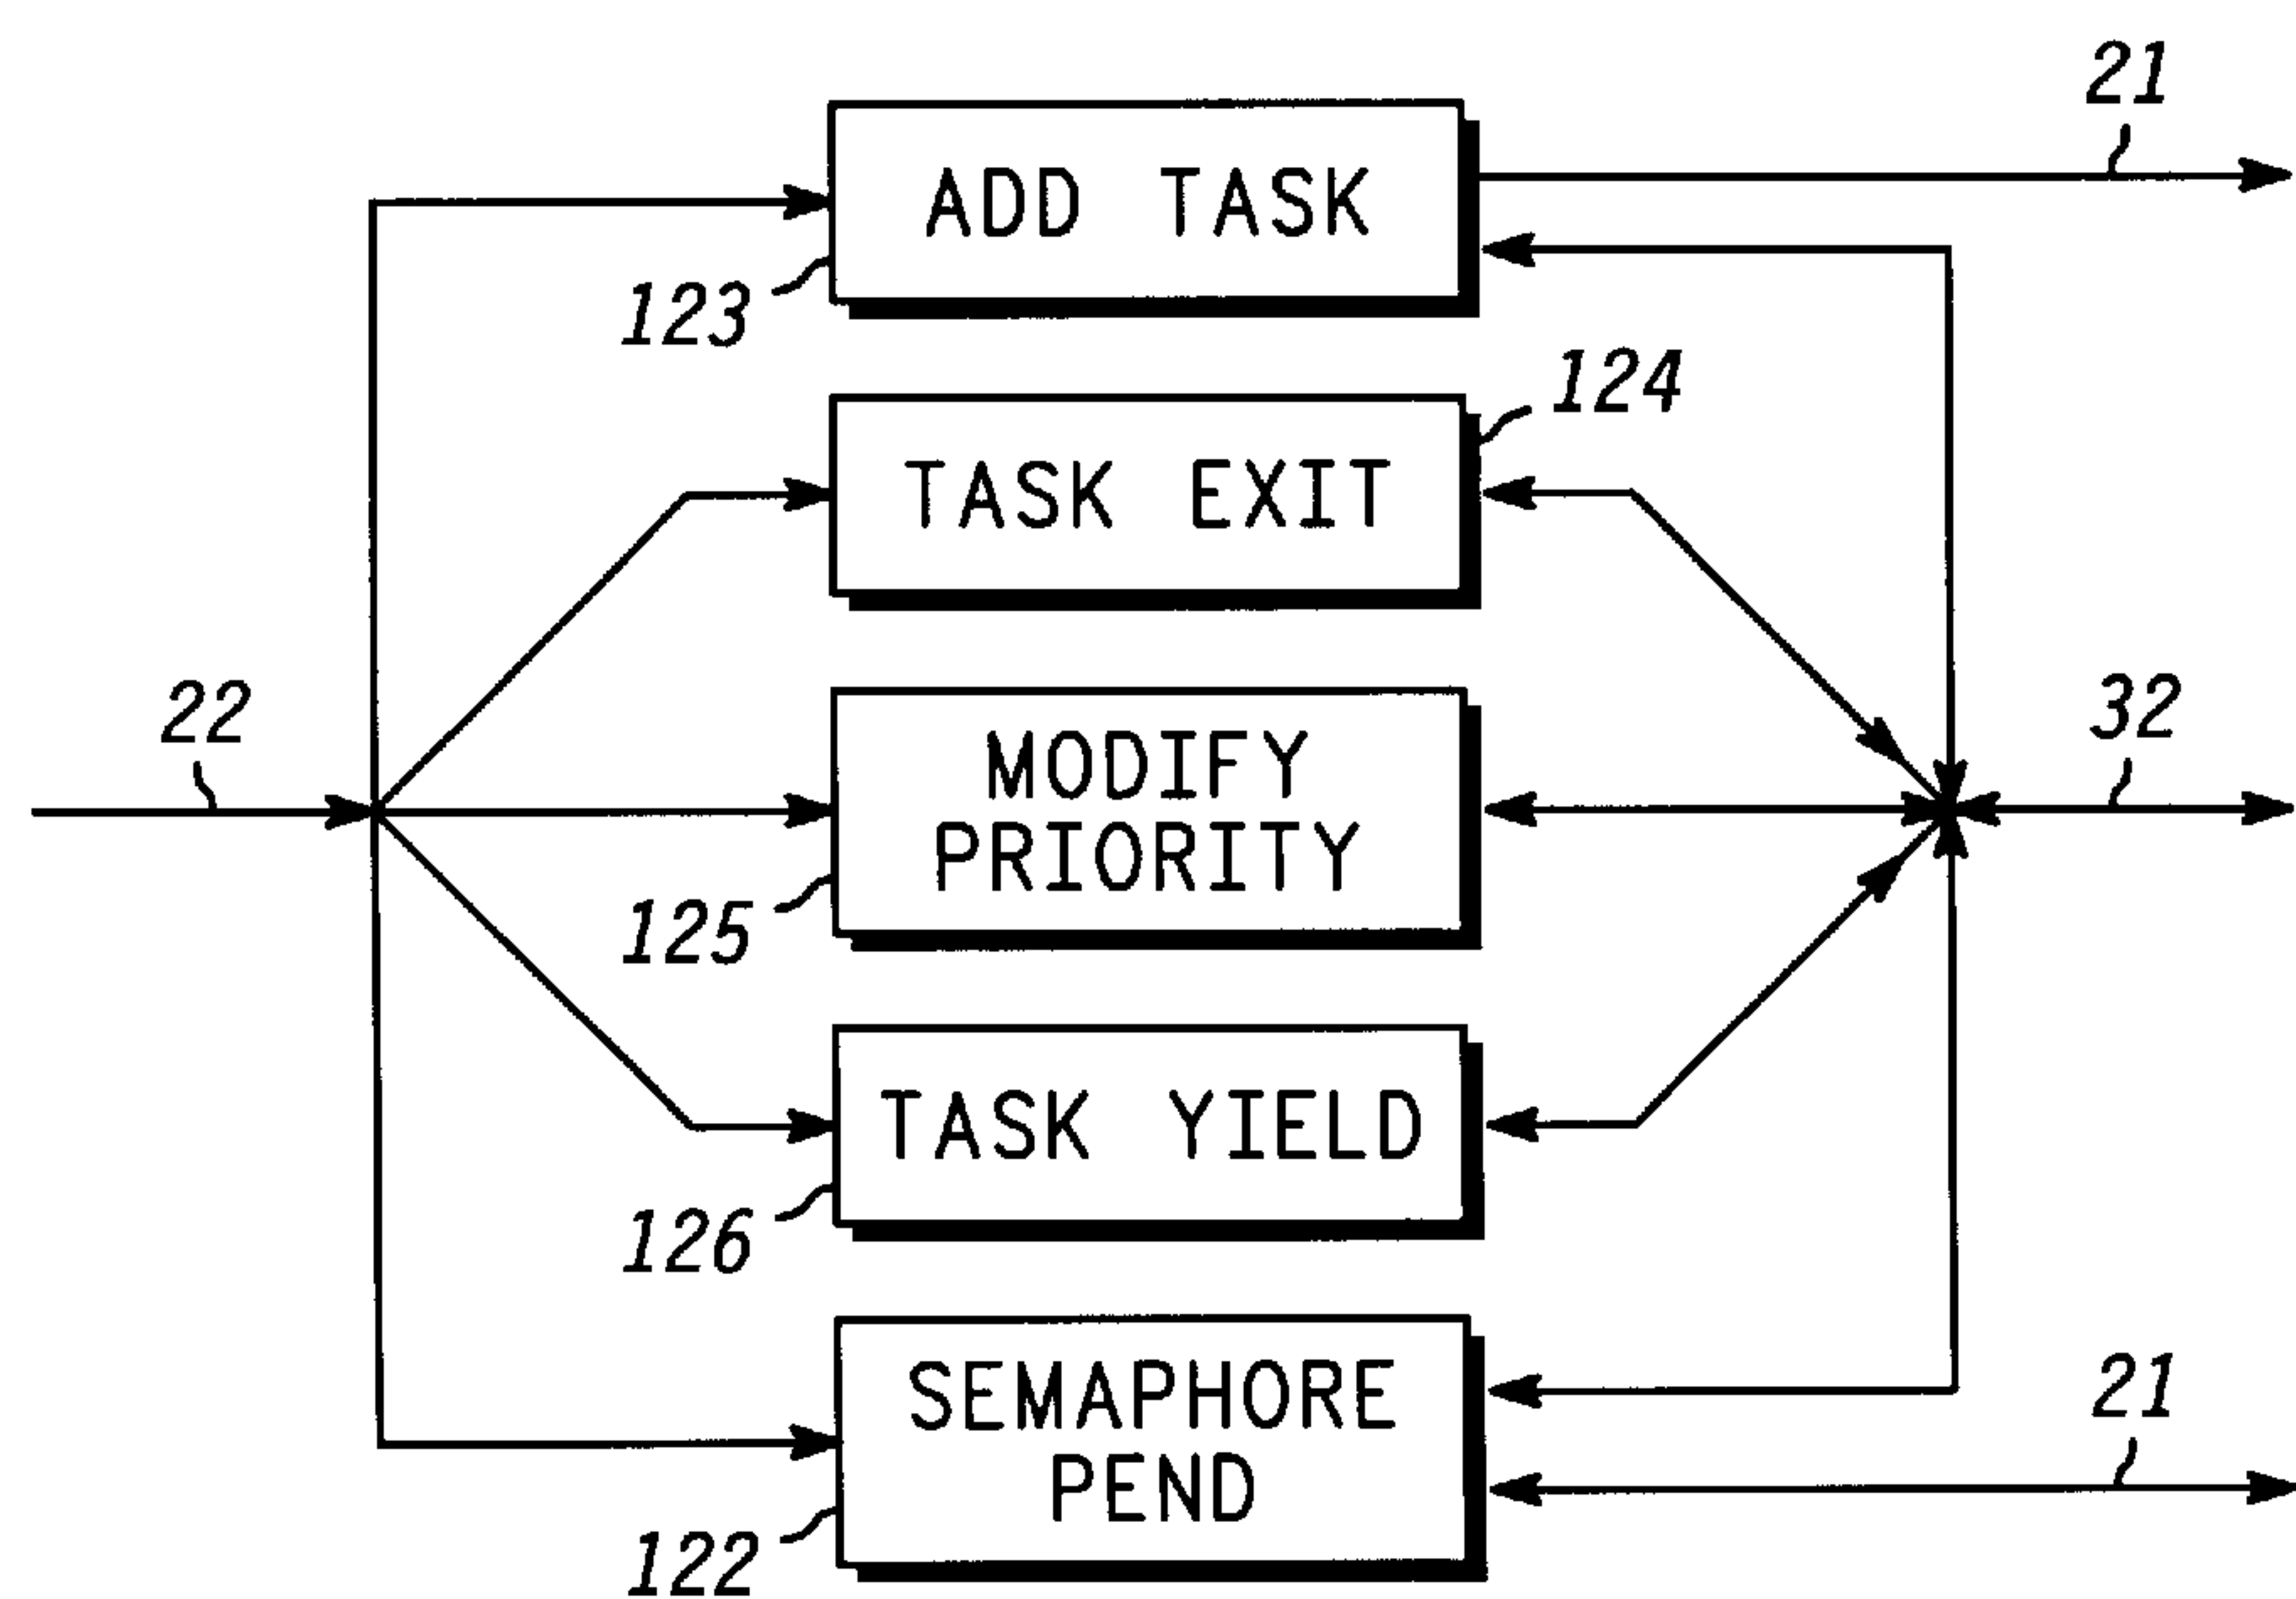 21
ADD TASK
123
124
TASK EXIT
22
32
MODIFY
PRIORITY
125
TASK YIELD
126
SEMAPHORE
PEND
21
122